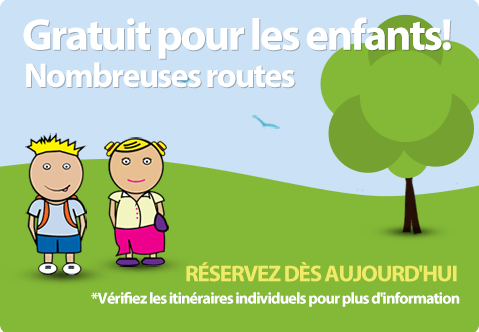 Gratuit pour les enfants!
Nombreuses routes
RÉSERVEZ DÈS AUJOURD'HUI
*Vérifiez les itinéraires individuels pour plus d'information